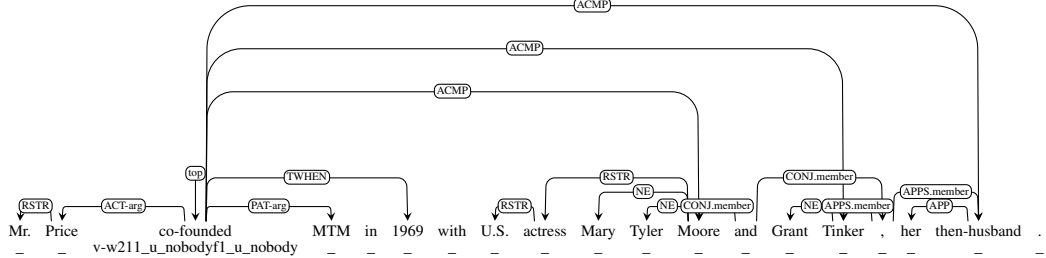 ACMP
ACMP
ACMP
top TWHEN RSTR CONJ.member
NE APPS.member
RSTR ACT-arg PAT-arg RSTR NE CONJ.member NE APPS.member APP
Mr. Price co-founded MTM in 1969 with U.S. actress Mary Tyler Moore and Grant Tinker , her then-husband .
_ _ v-w211_u_nobodyf1_u_nobody _ _ _ _ _ _ _ _ _ _ _ _ _ _ _ _